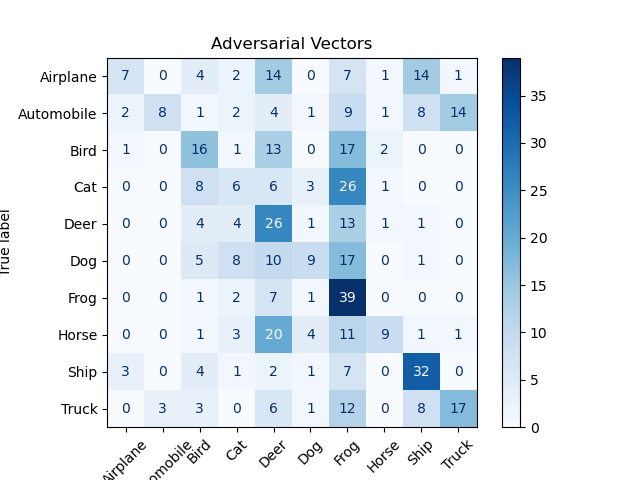 Adversarial Vectors
Airplane 7 0 4 2 14 0 7 1 14 1
Automobile 2 8 1 2 4 1 9 1 8 14
Bird 1 0 16 1 13 0 17 2 0 0
Cat 0 0 8 6 6 3 26 1 0 0
Deer 0 0 4 4 26 1 13 1 1 0
Dog 0 0 5 8 10 9 17 0 1 0
Frog 0 0 1 2 7 1 39 0 0 0
Horse 0 0 1 3 20 4 11 9 1 1
Ship 3 0 4 1 2 1 7 0 32 0
Truck 0 3 3 0 6 1 12 0 8 17
Airplane omobile Bird Cat Deer Dog Frog Horse Ship Truck
True label
35
30
25
20
15
10
5
0